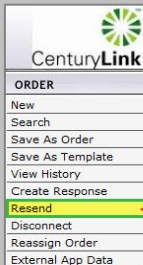 CenturyLink
ORDER
New
Search
Save As Order
Save As Template
View History
Create Response
Resend
Disconnect
Reassign Order
External App Data